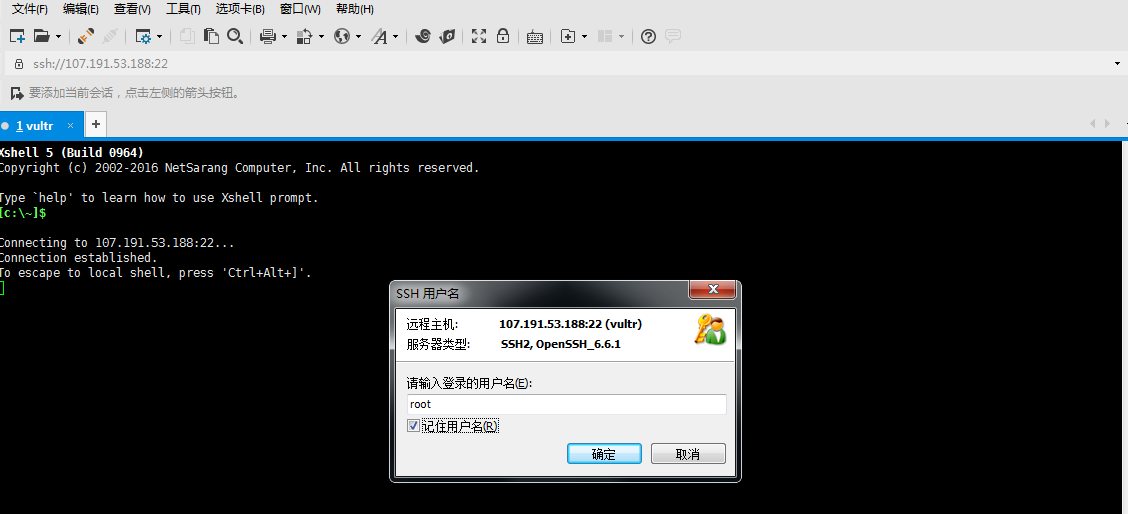 文件(F) 编辑(E) 查看(V) 工具(T) 选项卡(B) 窗口(W) 帮助(H)
ssh://107.191.53.188:22
要添加当前会话，点击左侧的箭头按钮。
1 vultr × +
Xshell 5 (Build 0964)
Copyright (c) 2002-2016 NetSarang Computer, Inc. All rights reserved.
Type `help' to learn how to use Xshell prompt.
[c:\~]$
Connecting to 107.191.53.188:22...
Connection established.
To escape to local shell, press 'Ctrl+Alt+]'.
SSH 用户名
远程主机: 107.191.53.188:22 (vultr)
服务器类型: SSH2, OpenSSH_6.6.1
请输入登录的用户名(E):
root
记住用户名(R)
确定 取消